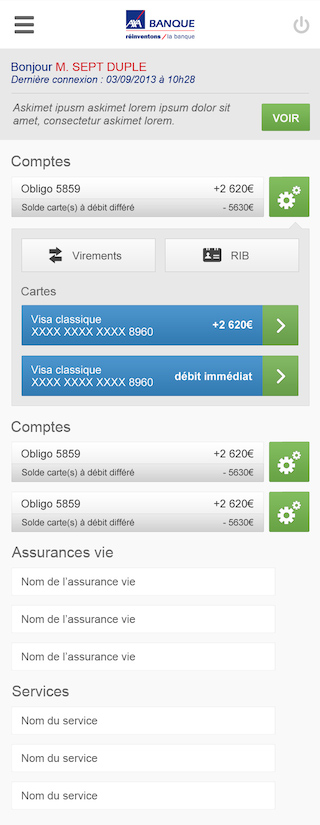 AXA BANQUE
réinventons / la banque
Bonjour M. SEPT DUPLE
Dernière connexion : 03/09/2013 à 10h28
Askimet ipusm askimet lorem ipsum dolor sit
amet, consectetur askimet lorem.
VOIR
Comptes
Obligo 5859 +2 620€
Solde carte(s) à débit différé - 5630€
Virements
RIB
Cartes
Visa classique
XXXX XXXX XXXX 8960
+2 620€
Visa classique
XXXX XXXX XXXX 8960
débit immédiat
Comptes
Obligo 5859 +2 620€
Solde carte(s) à débit différé - 5630€
Obligo 5859 +2 620€
Solde carte(s) à débit différé - 5630€
Assurances vie
Nom de l'assurance vie
Nom de l'assurance vie
Nom de l'assurance vie
Services
Nom du service
Nom du service
Nom du service